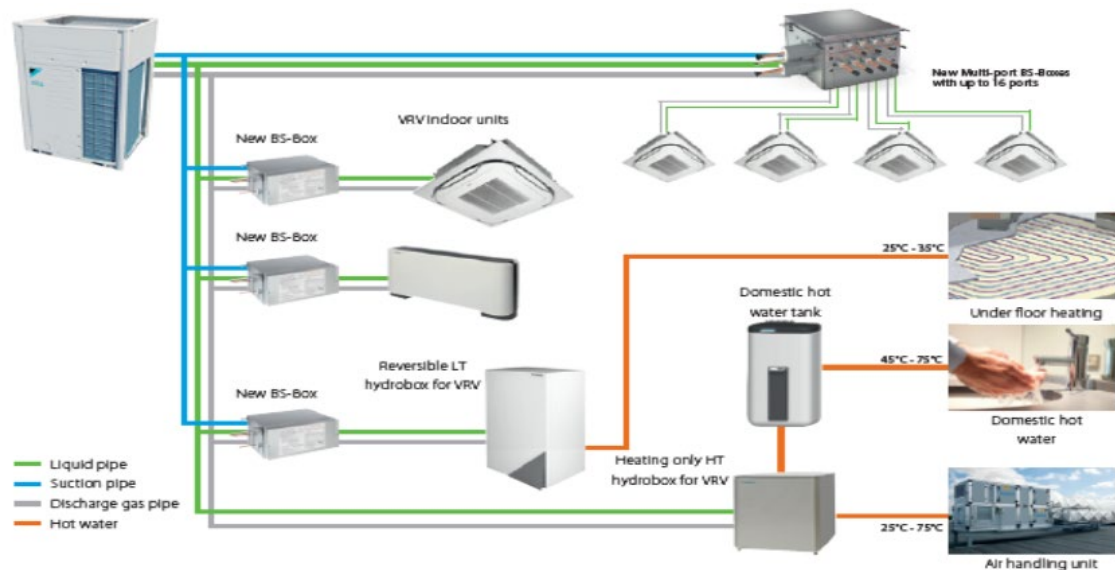 New Multi-port BS-Boxes
with up to 16 ports
VRV indoor units
New BS-Box
New BS-Box
25°C - 35°C
Under floor heating
Domestic hot
water tank
45°C - 75°C
Domestic hot
water
Reversible LT
hydrobox for VRV
New BS-Box
Heating only HT
hydrobox for VRV
25°C - 75°C
Air handling unit
Liquid pipe
Suction pipe
Discharge gas pipe
Hot water